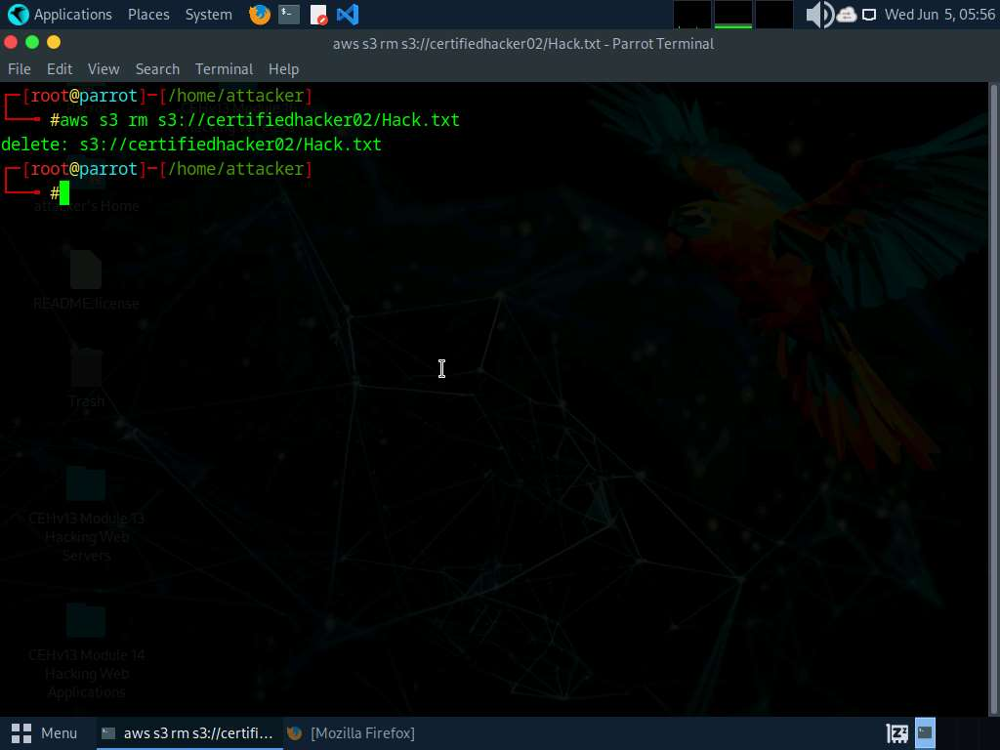 Applications Places System
Wed Jun 5, 05:56
aws s3 rm s3://certifiedhacker02/Hack.txt - Parrot Terminal
File Edit View Search Terminal Help
[root@parrot]─[/home/attacker]
#aws s3 rm s3://certifiedhacker02/Hack.txt
delete: s3://certifiedhacker02/Hack.txt
[root@parrot]─[/home/attacker]
#
attacker's Home
README.license
Trash
CEHv13 Module 13
Hacking Web
Servers
CEHv13 Module 14
Hacking Web
Applications
Menu aws s3 rm s3://certifi... [Mozilla Firefox]